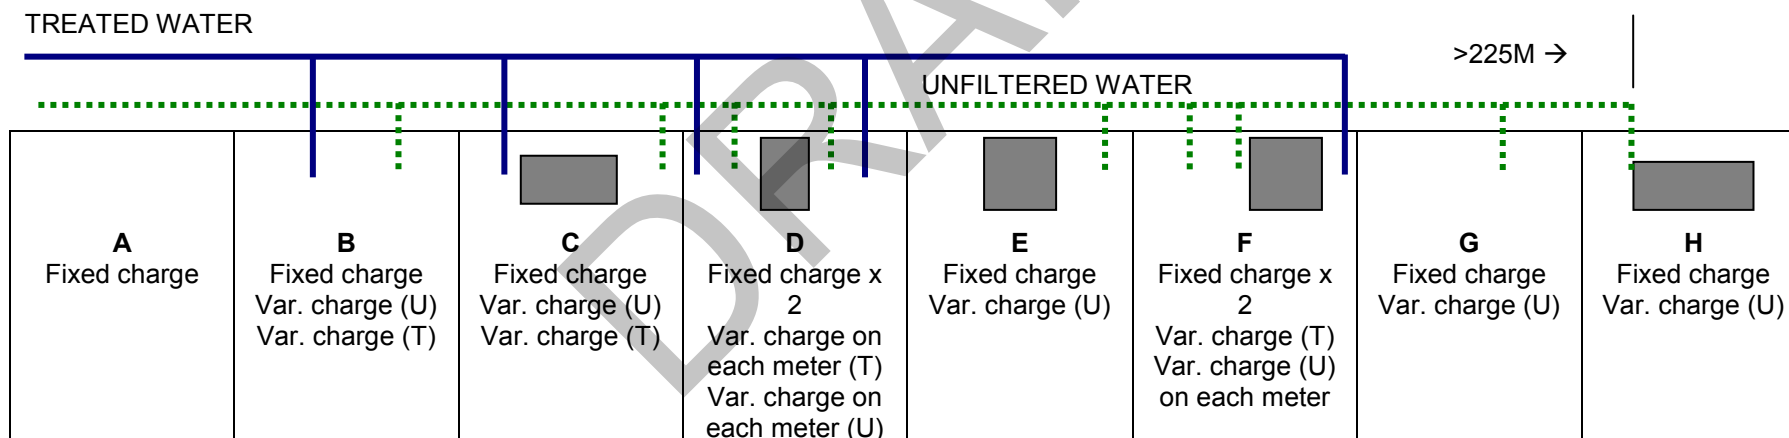 TREATED WATER
>225M →
UNFILTERED WATER
A
Fixed charge
B
Fixed charge
Var. charge (U)
Var. charge (T)
C
Fixed charge
Var. charge (U)
Var. charge (T)
D
Fixed charge x
2
Var. charge on
each meter (T)
Var. charge on
each meter (U)
E
Fixed charge
Var. charge (U)
F
Fixed charge x
2
Var. charge (T)
Var. charge (U)
on each meter
G
Fixed charge
Var. charge (U)
H
Fixed charge
Var. charge (U)